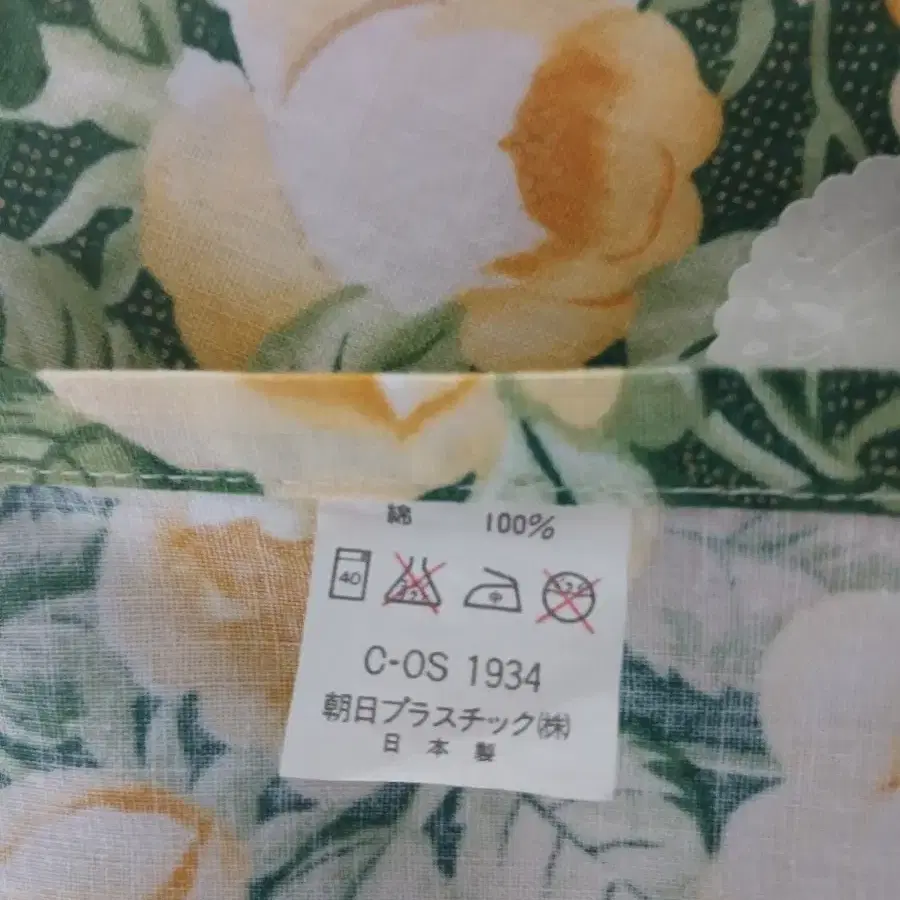 綿 100%
40 中
C-OS 1934
朝日プラスチック㈱
日本製